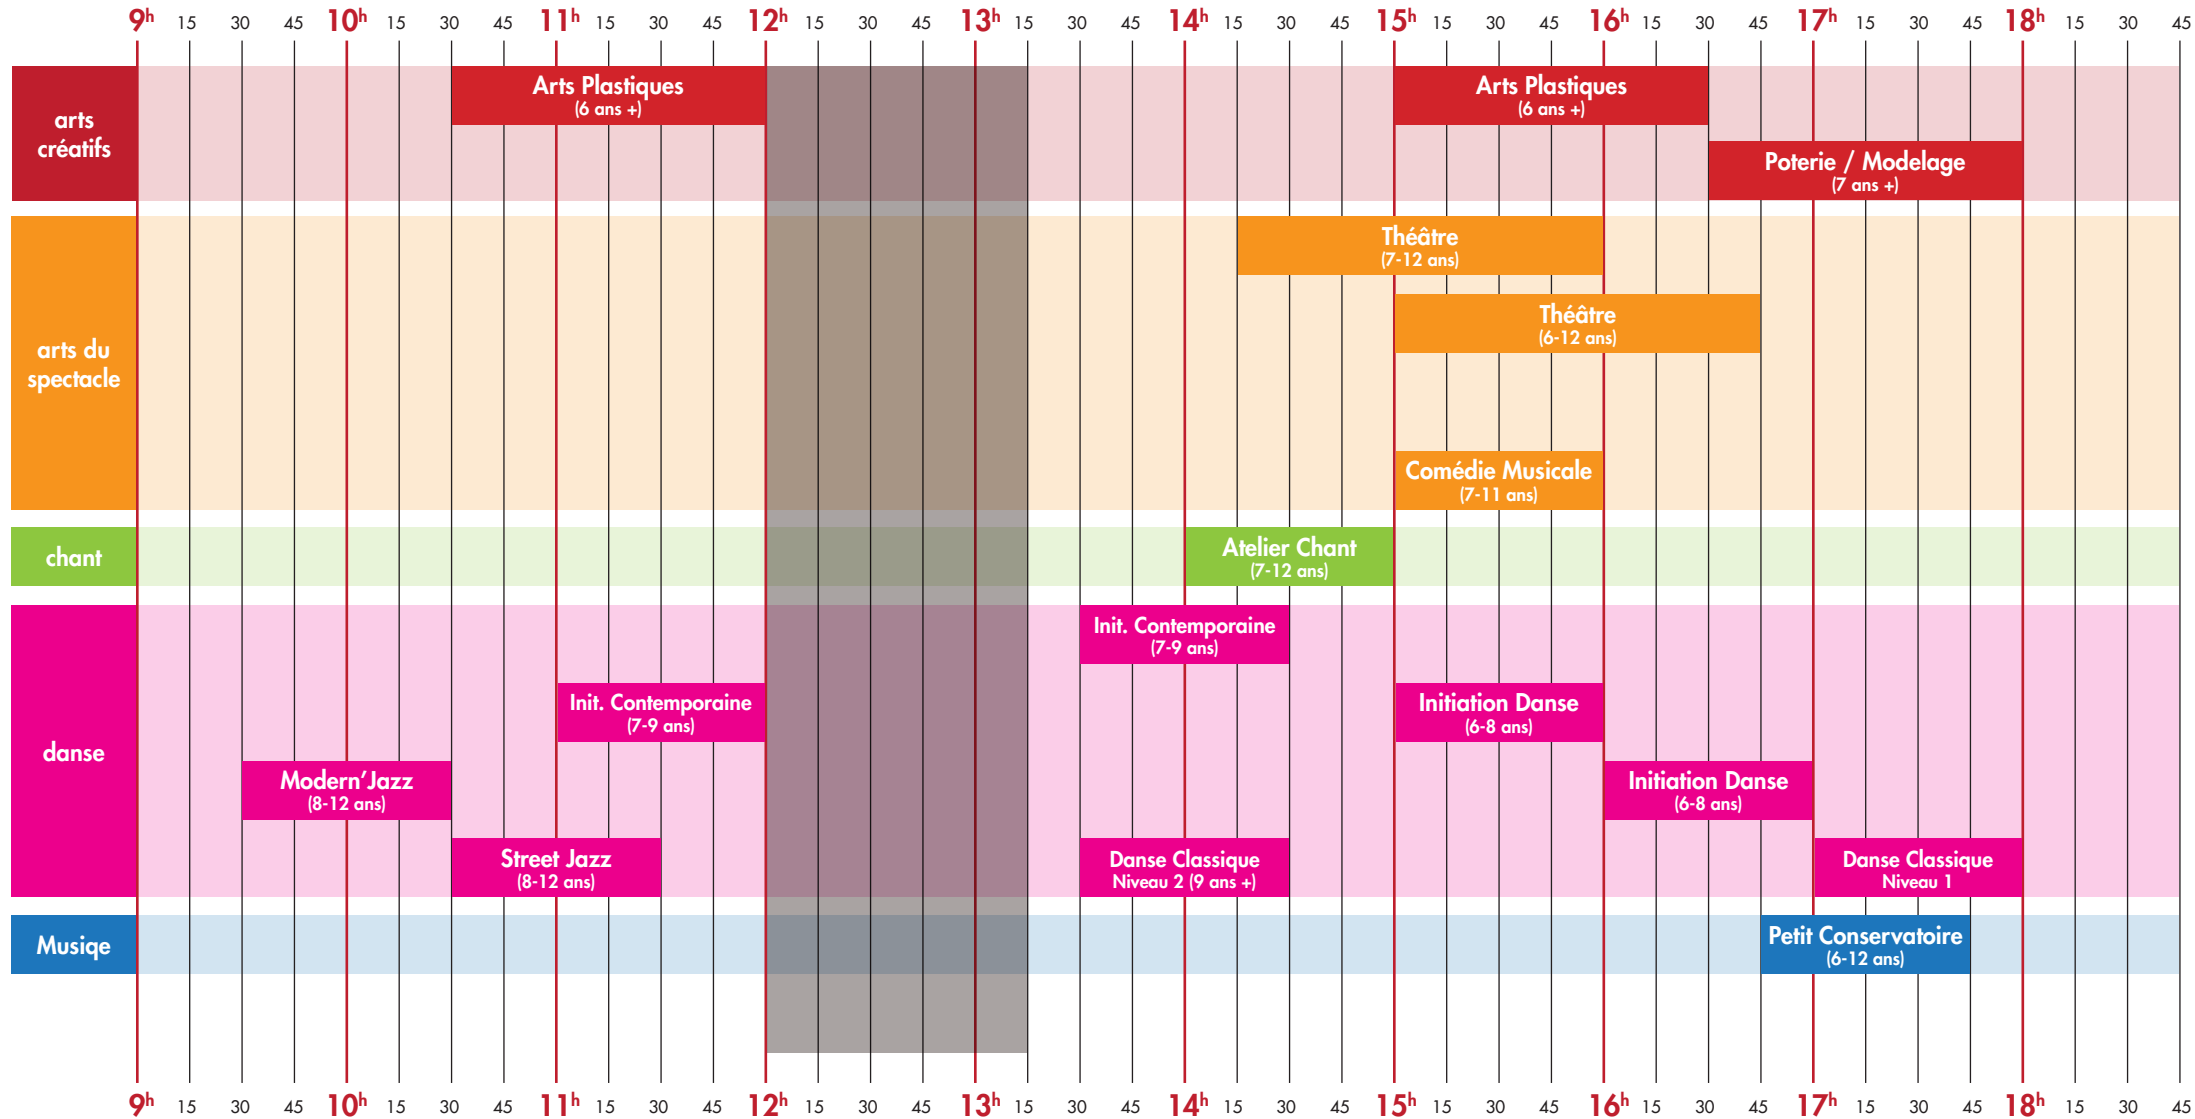 9h 15 30 45 10h 15 30 45 11h 15 30 45 12h 15 30 45 13h 15 30 45 14h 15 30 45 15h 15 30 45 16h 15 30 45 17h 15 30 45 18h 15 30 45
arts
créatifs
Arts Plastiques
(6 ans +)
Arts Plastiques
(6 ans +)
Poterie / Modelage
(7 ans +)
arts du
spectacle
Théâtre
(7-12 ans)
Théâtre
(6-12 ans)
Comédie Musicale
(7-11 ans)
chant
Atelier Chant
(7-12 ans)
danse
Init. Contemporaine
(7-9 ans)
Init. Contemporaine
(7-9 ans)
Initiation Danse
(6-8 ans)
Modern'Jazz
(8-12 ans)
Initiation Danse
(6-8 ans)
Street Jazz
(8-12 ans)
Danse Classique
Niveau 2 (9 ans +)
Danse Classique
Niveau 1
Musiqe
Petit Conservatoire
(6-12 ans)
9h 15 30 45 10h 15 30 45 11h 15 30 45 12h 15 30 45 13h 15 30 45 14h 15 30 45 15h 15 30 45 16h 15 30 45 17h 15 30 45 18h 15 30 45